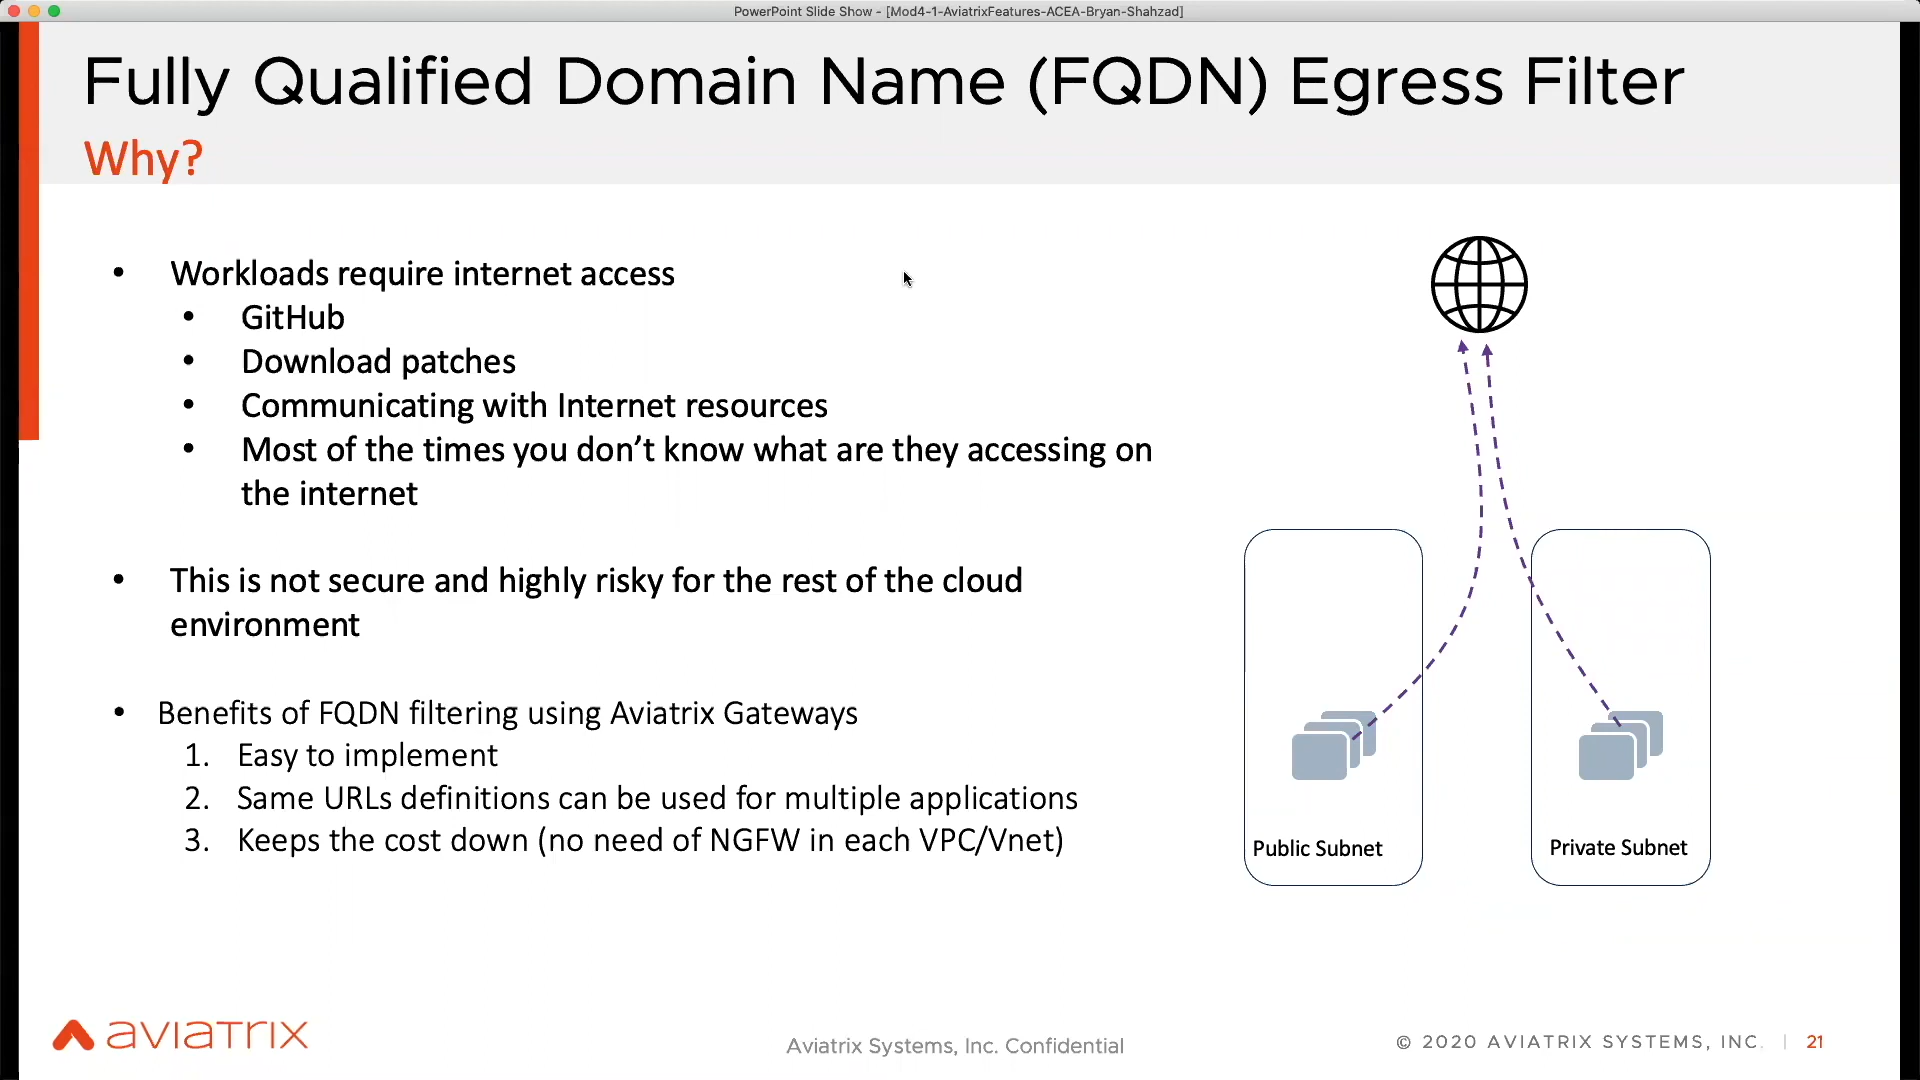 PowerPoint Slide Show - [Mod4-1-AviatrixFeatures-ACEA-Bryan-Shahzad]
Fully Qualified Domain Name (FQDN) Egress Filter
Why?
• Workloads require internet access
• GitHub
• Download patches
• Communicating with Internet resources
• Most of the times you don’t know what are they accessing on
the internet
• This is not secure and highly risky for the rest of the cloud
environment
• Benefits of FQDN filtering using Aviatrix Gateways
1. Easy to implement
2. Same URLs definitions can be used for multiple applications
3. Keeps the cost down (no need of NGFW in each VPC/Vnet)
Public Subnet
Private Subnet
aviatrix
Aviatrix Systems, Inc. Confidential
© 2020 AVIATRIX SYSTEMS, INC. | 21